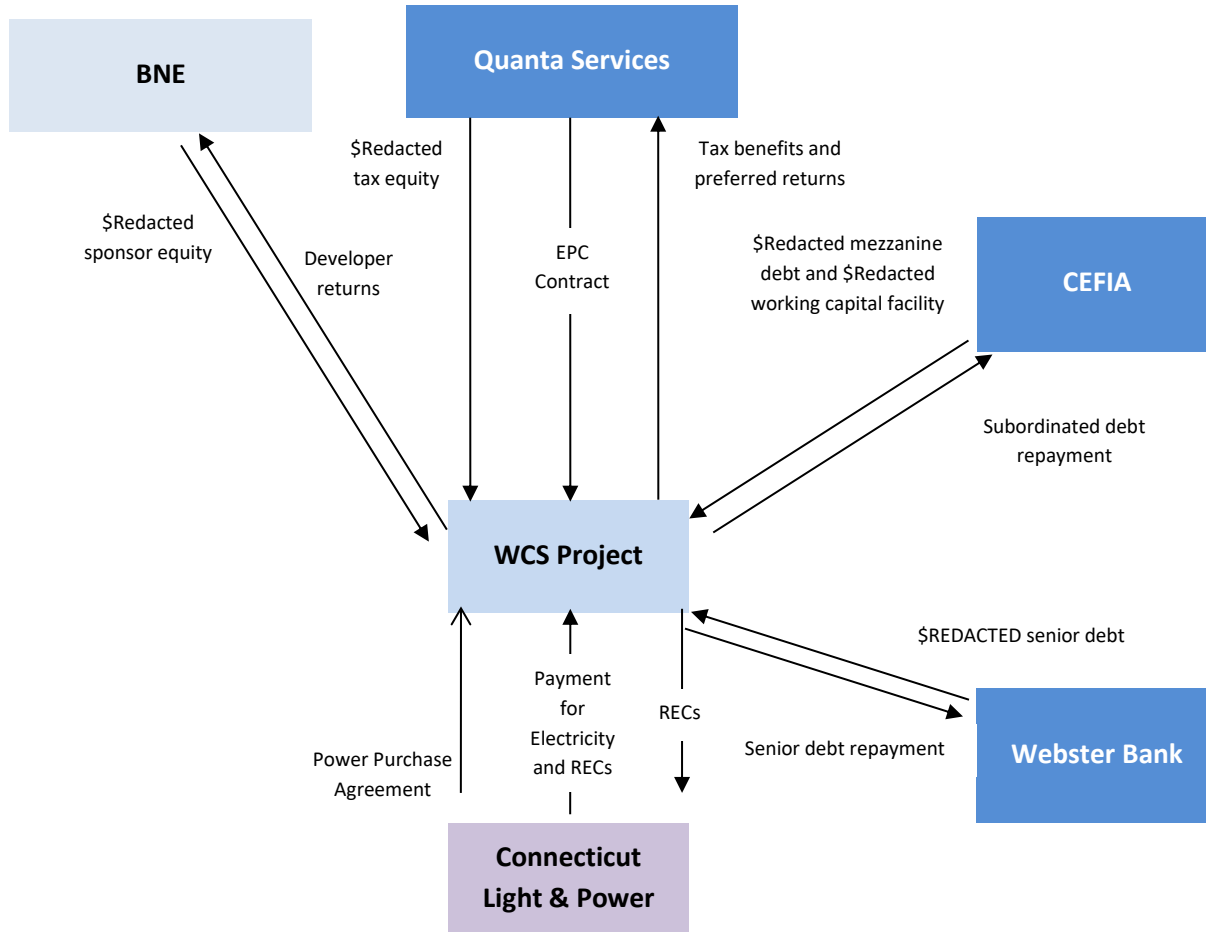 BNE
Quanta Services
$Redacted
tax equity
Tax benefits and
preferred returns
$Redacted
sponsor equity
Developer
returns
EPC
Contract
$Redacted mezzanine
debt and $Redacted
working capital facility
CEFIA
Subordinated debt
repayment
WCS Project
$REDACTED senior debt
Payment
for
Electricity
and RECs
RECs
Power Purchase
Agreement
Senior debt repayment
Webster Bank
Connecticut
Light & Power